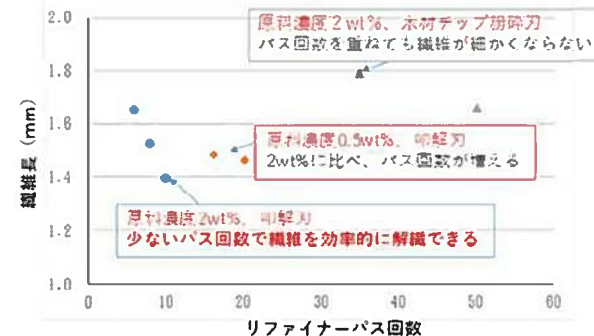 2.0
原料濃度2wt%、木材チップ粉砕刃
パス回数を重ねても繊維が細かくならない
1.8
繊維長 (mm)
1.6
原料濃度0.5wt%、叩解刃
2wt%に比べ、パス回数が増える
1.4
原料濃度2wt%、叩解刃
少ないパス回数で繊維を効率的に解繊できる
1.2
1.0
0 10 20 30 40 50 60
リファイナーパス回数